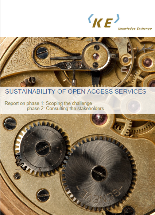 KE
SUSTAINABILITY OF OPEN ACCESS SERVICES
Report on phase 1: Scoping the challenge
phase 2: Consulting the stakeholders